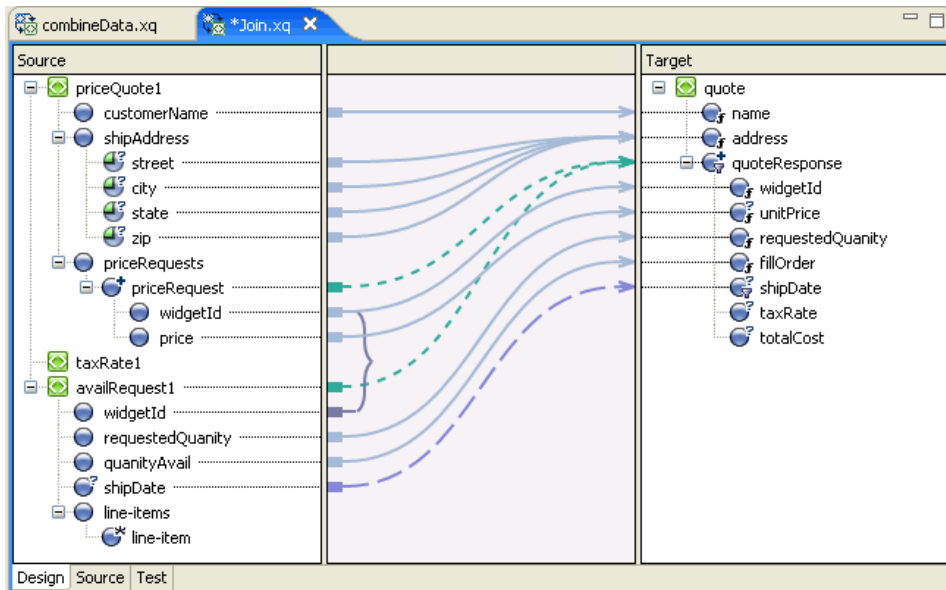 combineData.xq
*Join.xq
Source
Target
priceQuote1
customerName
shipAddress
street
city
state
zip
priceRequests
priceRequest
widgetId
price
taxRate1
availRequest1
widgetId
requestedQuanity
quanityAvail
shipDate
line-items
line-item
quote
name
address
quoteResponse
widgetId
unitPrice
requestedQuanity
fillOrder
shipDate
taxRate
totalCost
Design Source Test